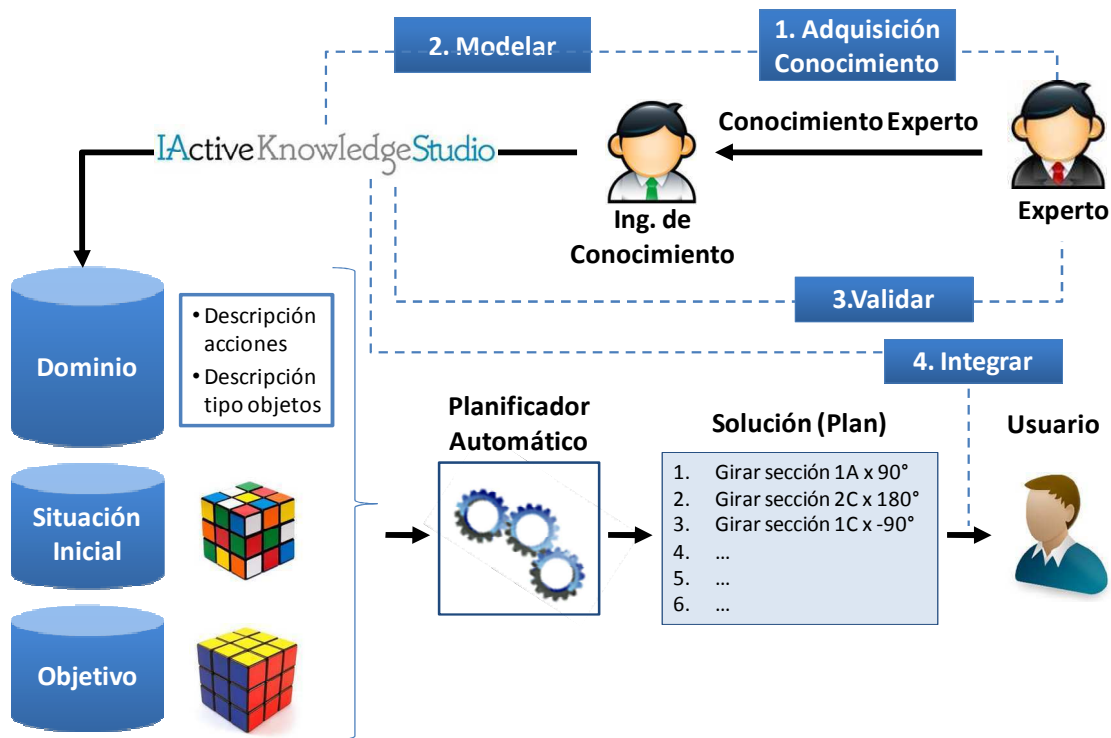 2. Modelar
1. Adquisición
Conocimiento
Conocimiento Experto
IActiveKnowledgeStudio
Ing. de
Conocimiento
Experto
3.Validar
4. Integrar
Dominio
• Descripción
acciones
• Descripción
tipo objetos
Situación
Inicial
Objetivo
Planificador
Automático
Solución (Plan)
1. Girar sección 1A x 90°
2. Girar sección 2C x 180°
3. Girar sección 1C x -90°
4. ...
5. ...
6. ...
Usuario